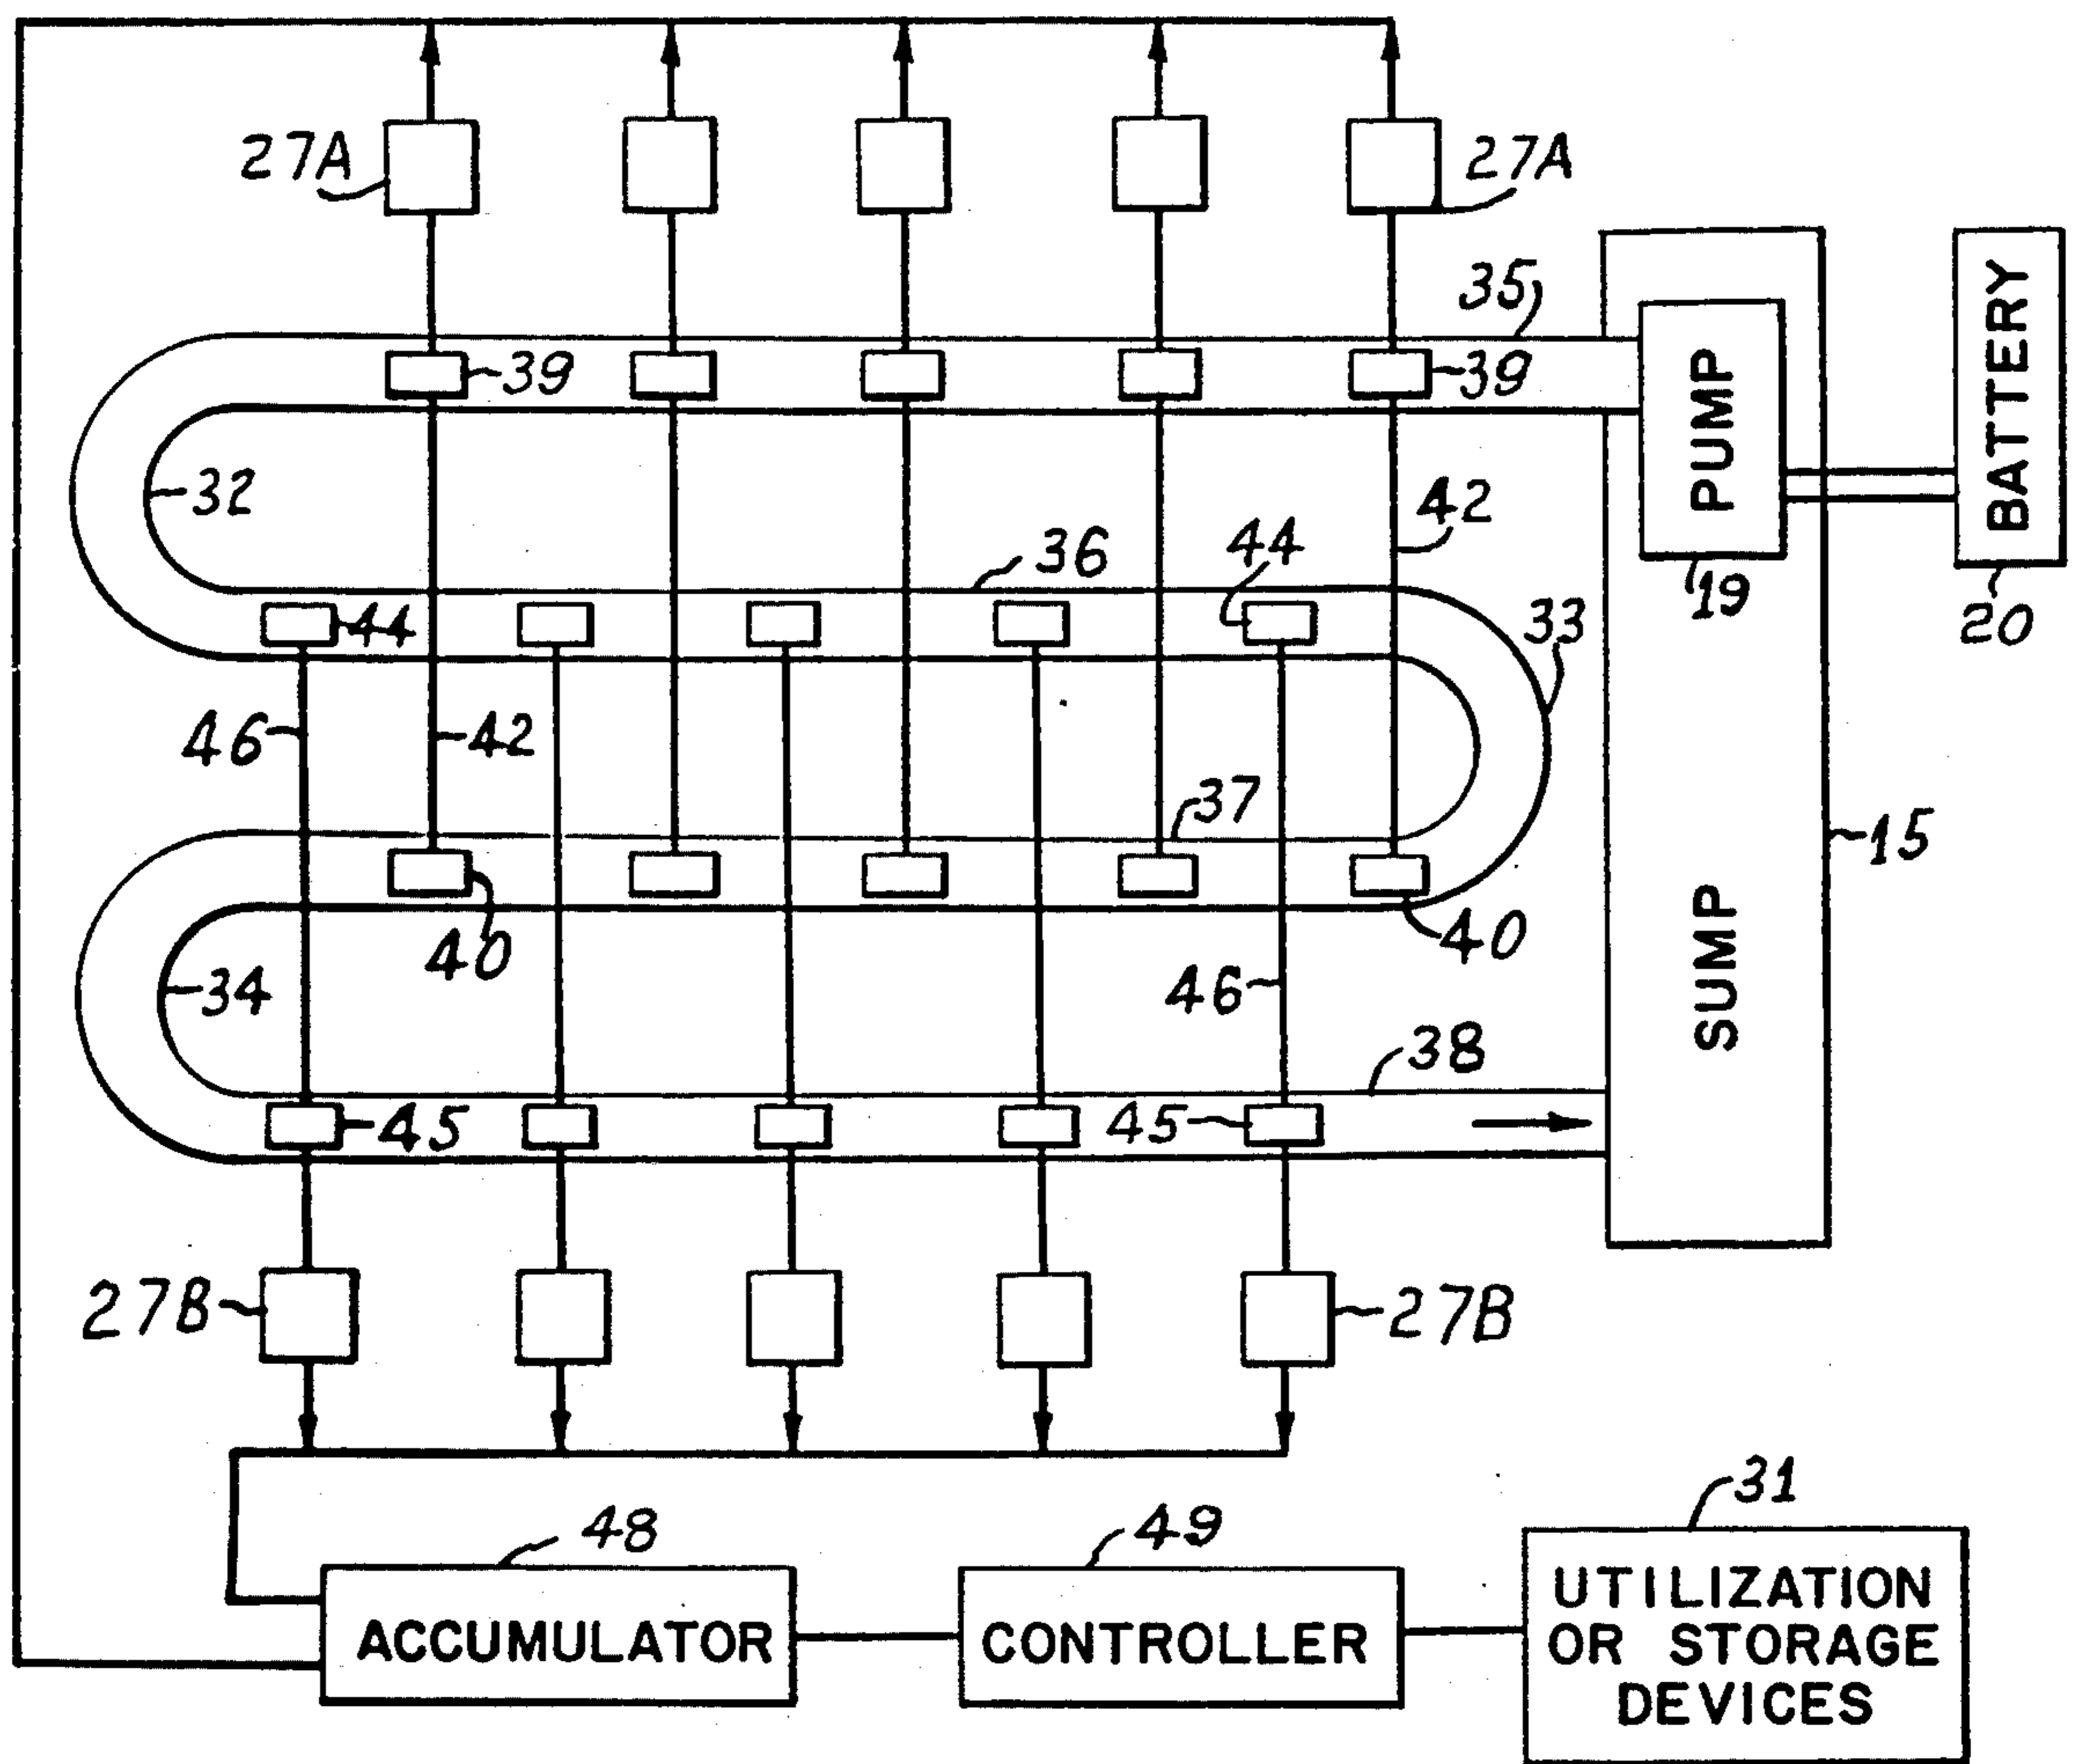 27A
27A
35
39
39
PUMP
BATTERY
32
42
44
36
19
20
44
33
46
42
37
15
40
40
34
46
SUMP
38
45
45
27B
27B
31
48
49
ACCUMULATOR
CONTROLLER
UTILIZATION
OR STORAGE
DEVICES